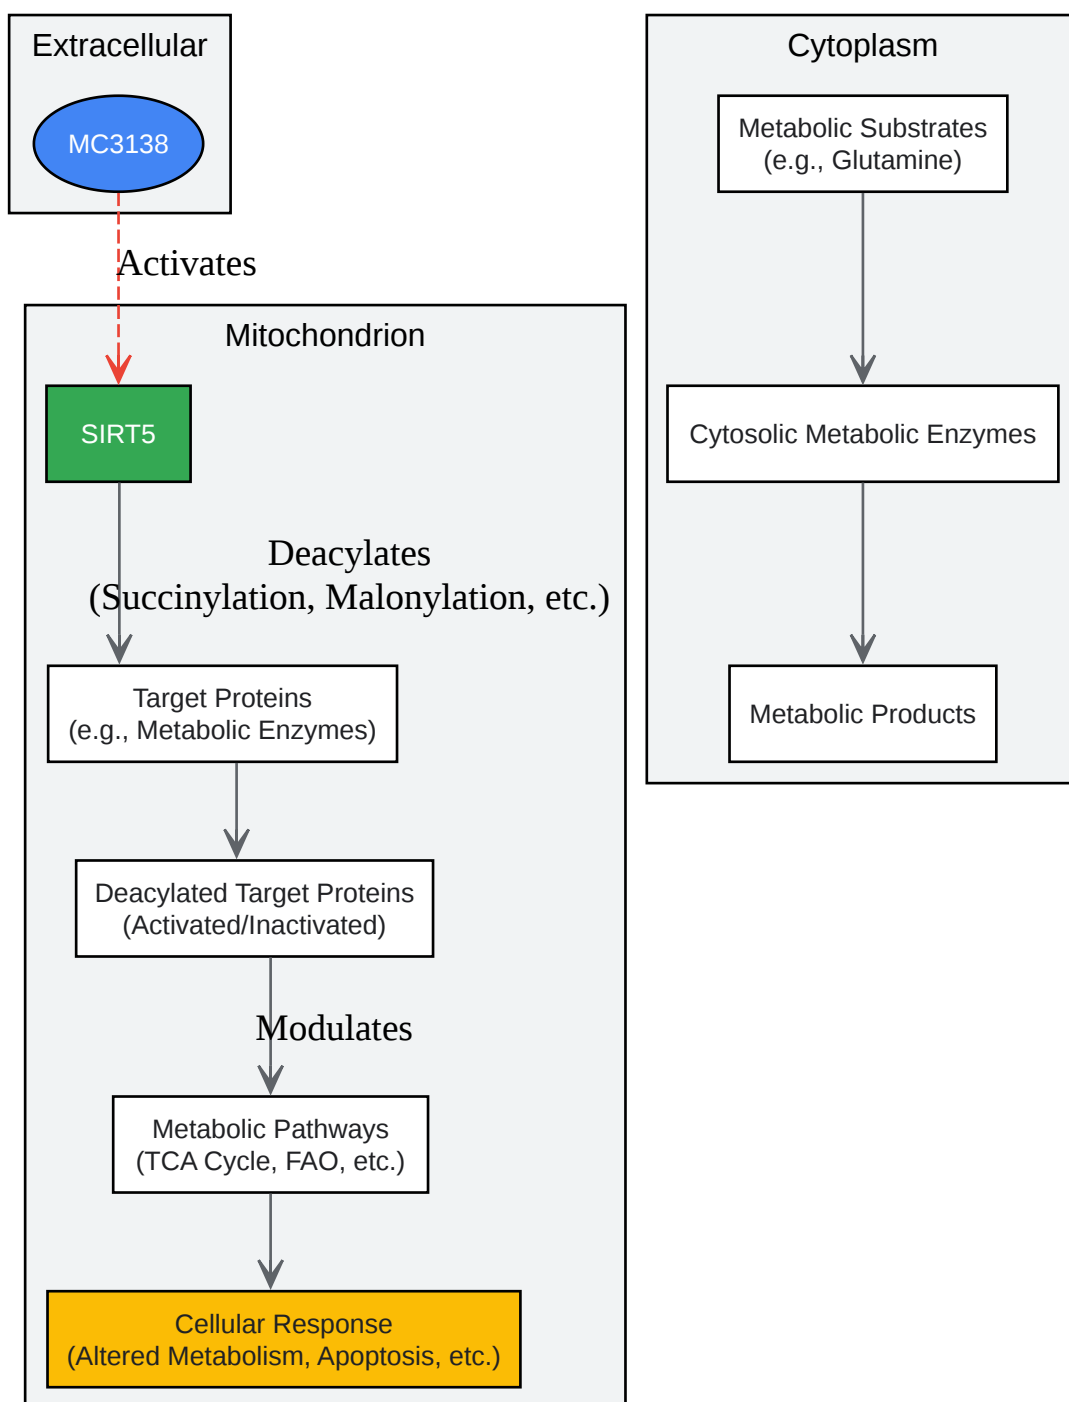 Extracellular
MC3138
Activates
Mitochondrion
SIRT5
Deacylates
(Succinylation, Malonylation, etc.)
Target Proteins
(e.g., Metabolic Enzymes)
Deacylated Target Proteins
(Activated/Inactivated)
Modulates
Metabolic Pathways
(TCA Cycle, FAO, etc.)
Cellular Response
(Altered Metabolism, Apoptosis, etc.)
Cytoplasm
Metabolic Substrates
(e.g., Glutamine)
Cytosolic Metabolic Enzymes
Metabolic Products